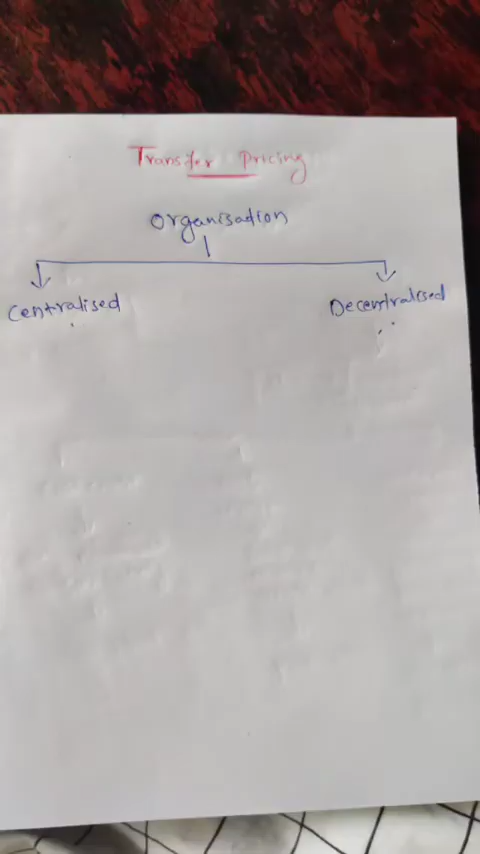 Transfer Pricing
Organisation
Centralised
Decentralised